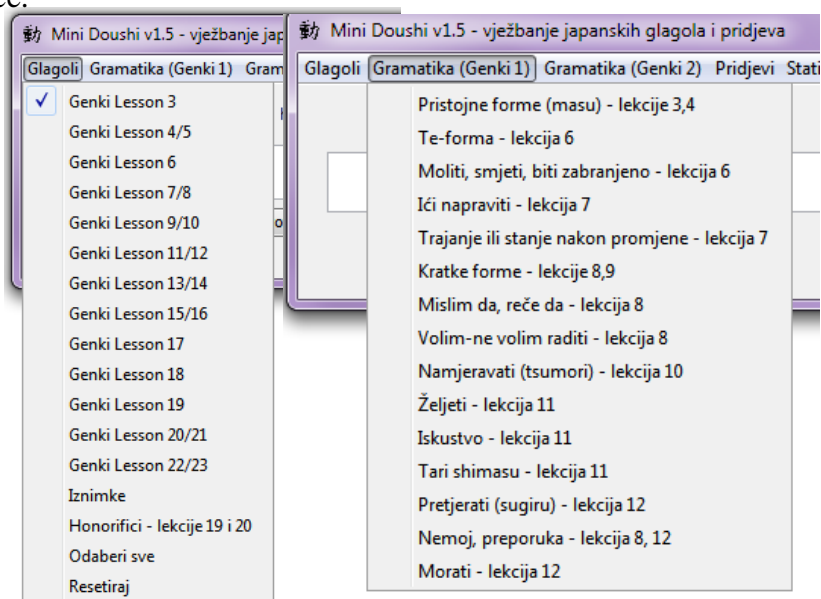 動 Mini Doushi v1.5 - vježbanje jap
Glagoli Gramatika (Genki 1) Gram
Genki Lesson 3
Genki Lesson 4/5
Genki Lesson 6
Genki Lesson 7/8
Genki Lesson 9/10
Genki Lesson 11/12
Genki Lesson 13/14
Genki Lesson 15/16
Genki Lesson 17
Genki Lesson 18
Genki Lesson 19
Genki Lesson 20/21
Genki Lesson 22/23
Iznimke
Honorifici - lekcije 19 i 20
Odaberi sve
Resetiraj
動 Mini Doushi v1.5 - vježbanje japanskih glagola i pridjeva
Glagoli Gramatika (Genki 1) Gramatika (Genki 2) Pridjevi Stati
Pristojne forme (masu) - lekcije 3,4
Te-forma - lekcija 6
Moliti, smjeti, biti zabranjeno - lekcija 6
Ići napraviti - lekcija 7
Trajanje ili stanje nakon promjene - lekcija 7
Kratke forme - lekcije 8,9
Mislim da, reče da - lekcija 8
Volim-ne volim raditi - lekcija 8
Namjeravati (tsumori) - lekcija 10
Željeti - lekcija 11
Iskustvo - lekcija 11
Tari shimasu - lekcija 11
Pretjerati (sugiru) - lekcija 12
Nemoj, preporuka - lekcija 8, 12
Morati - lekcija 12